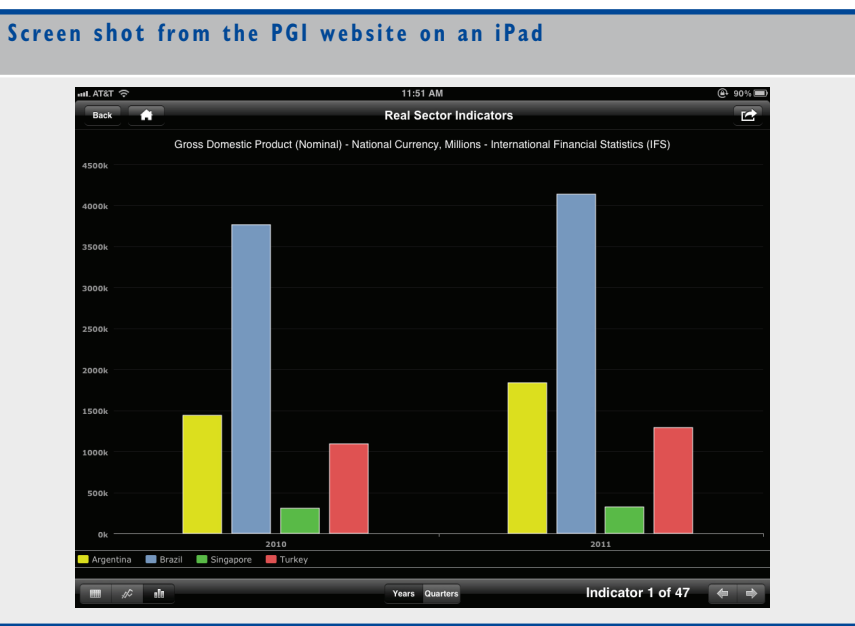 Screen shot from the PGI website on an iPad
AT&T 11:51 AM 90%
Back Real Sector Indicators
Gross Domestic Product (Nominal) - National Currency, Millions - International Financial Statistics (IFS)
4500k
4000k
3500k
3000k
2500k
2000k
1500k
1000k
500k
0k
2010 2011
Argentina Brazil Singapore Turkey
Years Quarters Indicator 1 of 47